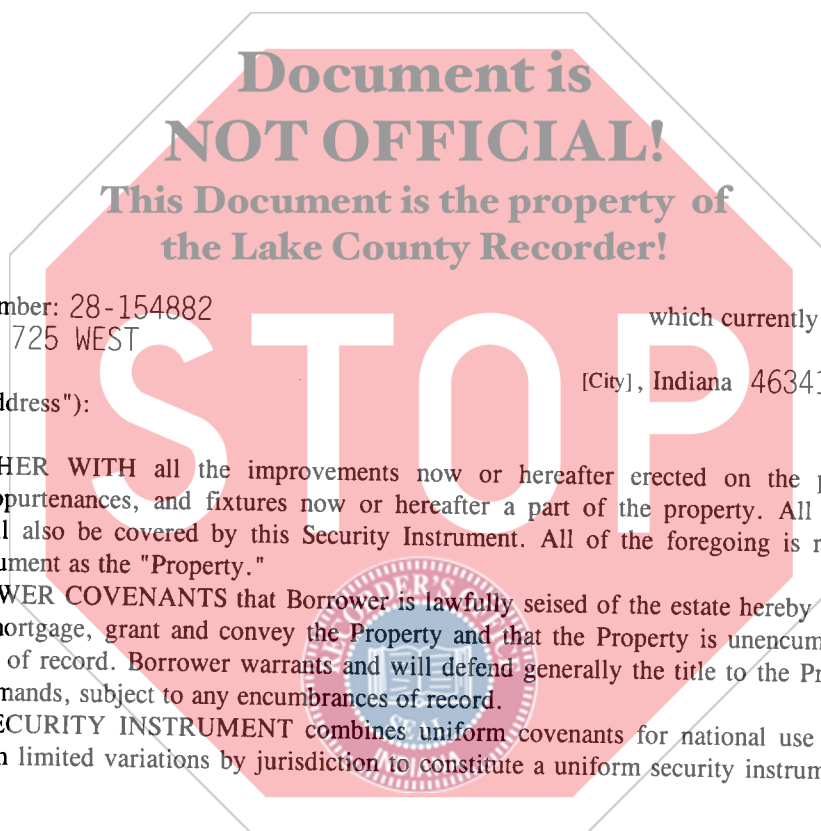 Document is
NOT OFFICIAL!
This Document is the property of
the Lake County Recorder!
mber: 28-154882
which currently
725 WEST
[City], Indiana 46341
ddress"):
STOP
HER WITH all the improvements now or hereafter erected on the p
ppurtenances, and fixtures now or hereafter a part of the property. All
l also be covered by this Security Instrument. All of the foregoing is r
ument as the "Property."
WER COVENANTS that Borrower is lawfully seised of the estate hereby
nortgage, grant and convey the Property and that the Property is unencum
of record. Borrower warrants and will defend generally the title to the Pr
mands, subject to any encumbrances of record.
ECURITY INSTRUMENT combines uniform covenants for national use
n limited variations by jurisdiction to constitute a uniform security instrum
SEAL
INDIANA